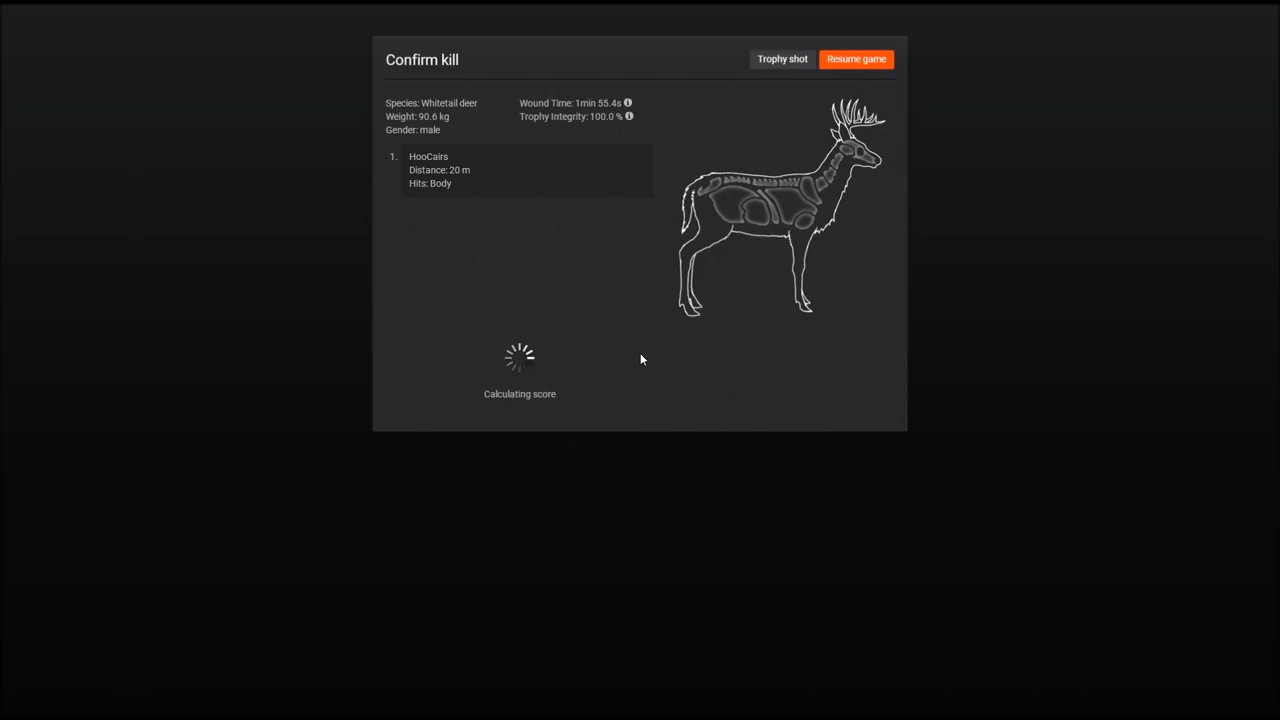 Confirm kill
Trophy shot
Resume game
Species: Whitetail deer
Weight: 90.6 kg
Gender: male
Wound Time: 1min 55.4s
Trophy Integrity: 100.0 %
1.
HooCairs
Distance: 20 m
Hits: Body
Calculating score